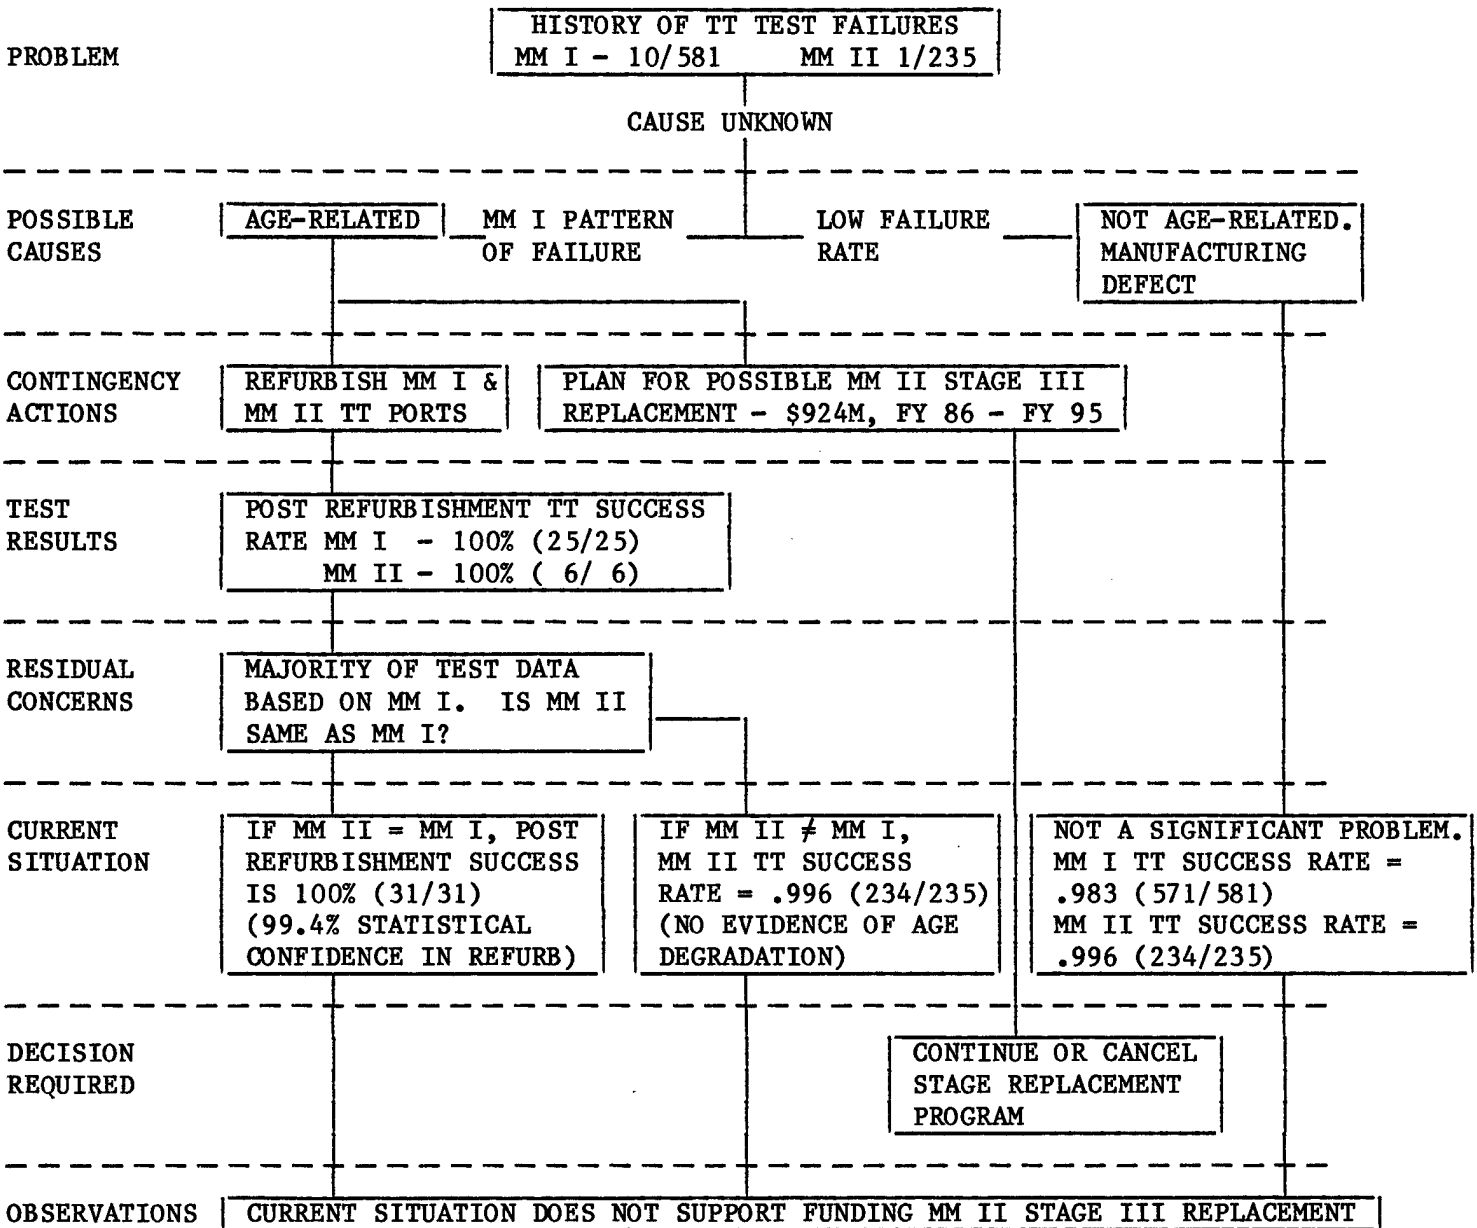 HISTORY OF TT TEST FAILURES
PROBLEM
MM I - 10/581 MM II 1/235
CAUSE UNKNOWN
POSSIBLE
CAUSES
AGE-RELATED
MM I PATTERN
OF FAILURE
LOW FAILURE
RATE
NOT AGE-RELATED.
MANUFACTURING
DEFECT
CONTINGENCY
ACTIONS
REFURBISH MM I &
MM II TT PORTS
PLAN FOR POSSIBLE MM II STAGE III
REPLACEMENT - $924M, FY 86 - FY 95
TEST
RESULTS
POST REFURBISHMENT TT SUCCESS
RATE MM I - 100% (25/25)
MM II - 100% ( 6/ 6)
RESIDUAL
CONCERNS
MAJORITY OF TEST DATA
BASED ON MM I. IS MM II
SAME AS MM I?
CURRENT
SITUATION
IF MM II = MM I, POST
REFURBISHMENT SUCCESS
IS 100% (31/31)
(99.4% STATISTICAL
CONFIDENCE IN REFURB)
IF MM II ≠ MM I,
MM II TT SUCCESS
RATE = .996 (234/235)
(NO EVIDENCE OF AGE
DEGRADATION)
NOT A SIGNIFICANT PROBLEM.
MM I TT SUCCESS RATE =
.983 (571/581)
MM II TT SUCCESS RATE =
.996 (234/235)
DECISION
REQUIRED
CONTINUE OR CANCEL
STAGE REPLACEMENT
PROGRAM
OBSERVATIONS
CURRENT SITUATION DOES NOT SUPPORT FUNDING MM II STAGE III REPLACEMENT